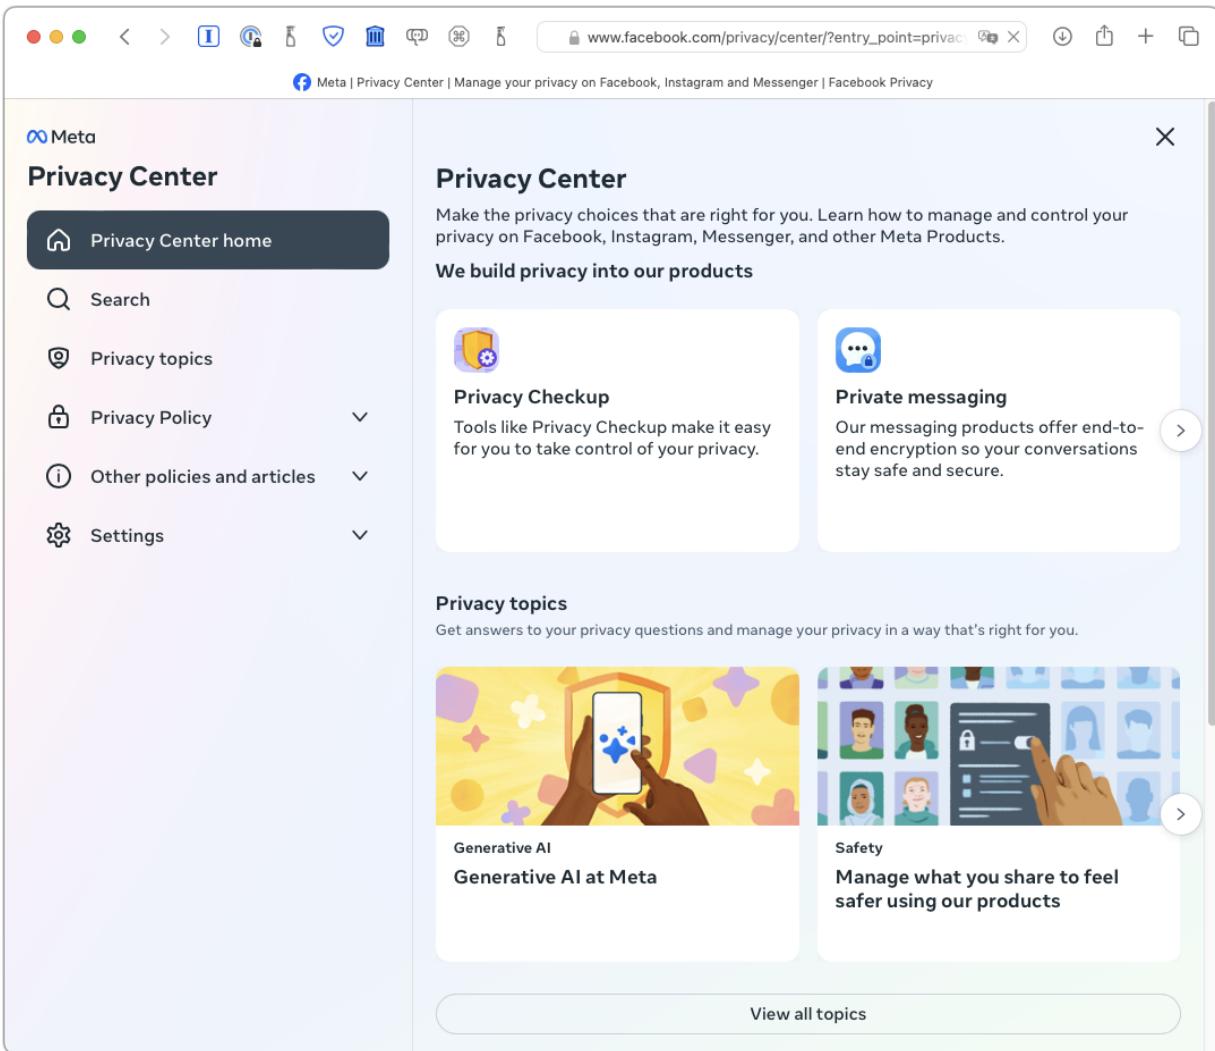 www.facebook.com/privacy/center/?entry_point=privac
Meta | Privacy Center | Manage your privacy on Facebook, Instagram and Messenger | Facebook Privacy
Meta
Privacy Center
Privacy Center home
Search
Privacy topics
Privacy Policy
Other policies and articles
Settings
Privacy Center
Make the privacy choices that are right for you. Learn how to manage and control your
privacy on Facebook, Instagram, Messenger, and other Meta Products.
We build privacy into our products
Privacy Checkup
Tools like Privacy Checkup make it easy
for you to take control of your privacy.
Private messaging
Our messaging products offer end-to-
end encryption so your conversations
stay safe and secure.
Privacy topics
Get answers to your privacy questions and manage your privacy in a way that's right for you.
Generative AI
Generative AI at Meta
Safety
Manage what you share to feel
safer using our products
View all topics